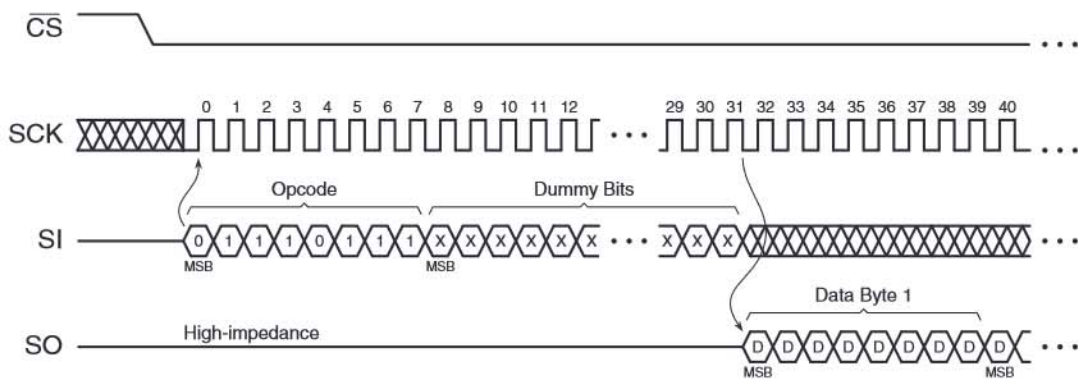 CS
0 1 2 3 4 5 6 7 8 9 10 11 12 29 30 31 32 33 34 35 36 37 38 39 40
SCK
Opcode Dummy Bits
SI 0 1 1 1 0 1 1 1 X X X X X X X X X
MSB MSB
Data Byte 1
High-impedance
SO D D D D D D D D D
MSB MSB